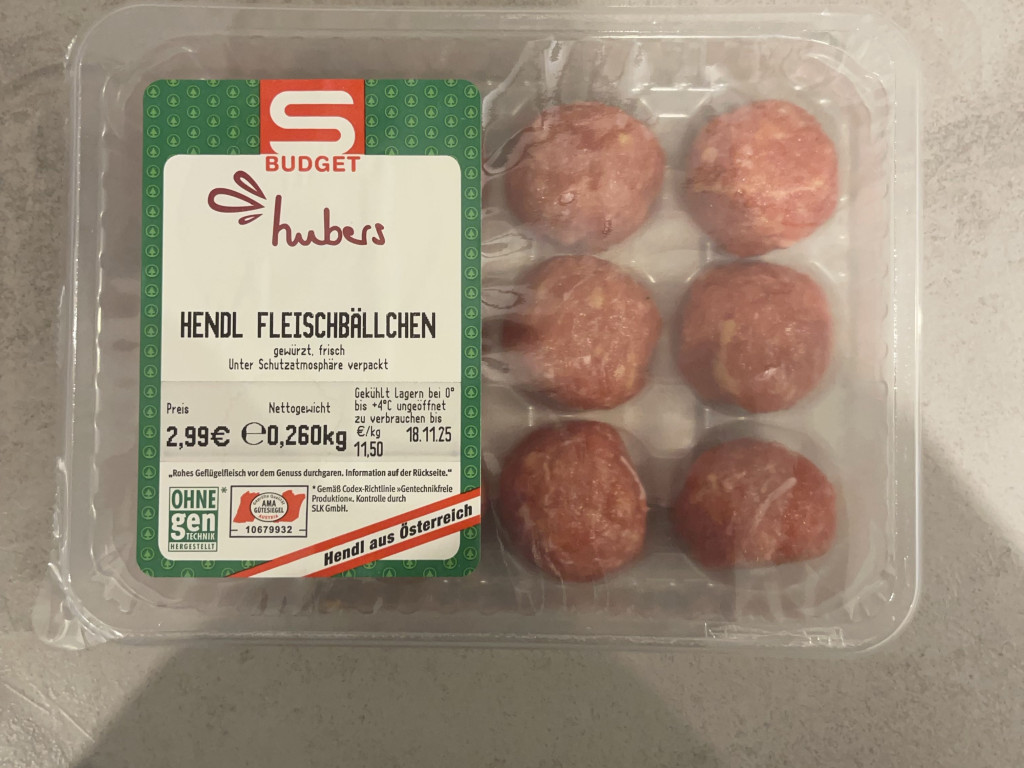 S
BUDGET
hubers
HENDL FLEISCHBÄLLCHEN
gewürzt, frisch
Unter Schutzatmosphäre verpackt
Preis
2,99€
Nettogewicht
℮0,260kg
Gekühlt Lagern bei 0°
bis +4°C ungeöffnet
zu verbrauchen bis
€/kg 18.11.25
11,50
„Rohes Geflügelfleisch vor dem Genuss durchgaren. Information auf der Rückseite.“
OHNE*
gen
TECHNIK
HERGESTELLT
AMA
GÜTESIEGEL
AUSTRIA
10679932
*Gemäß Codex-Richtlinie »Gentechnikfreie
Produktion«. Kontrolle durch
SLK GmbH.
Hendl aus Österreich